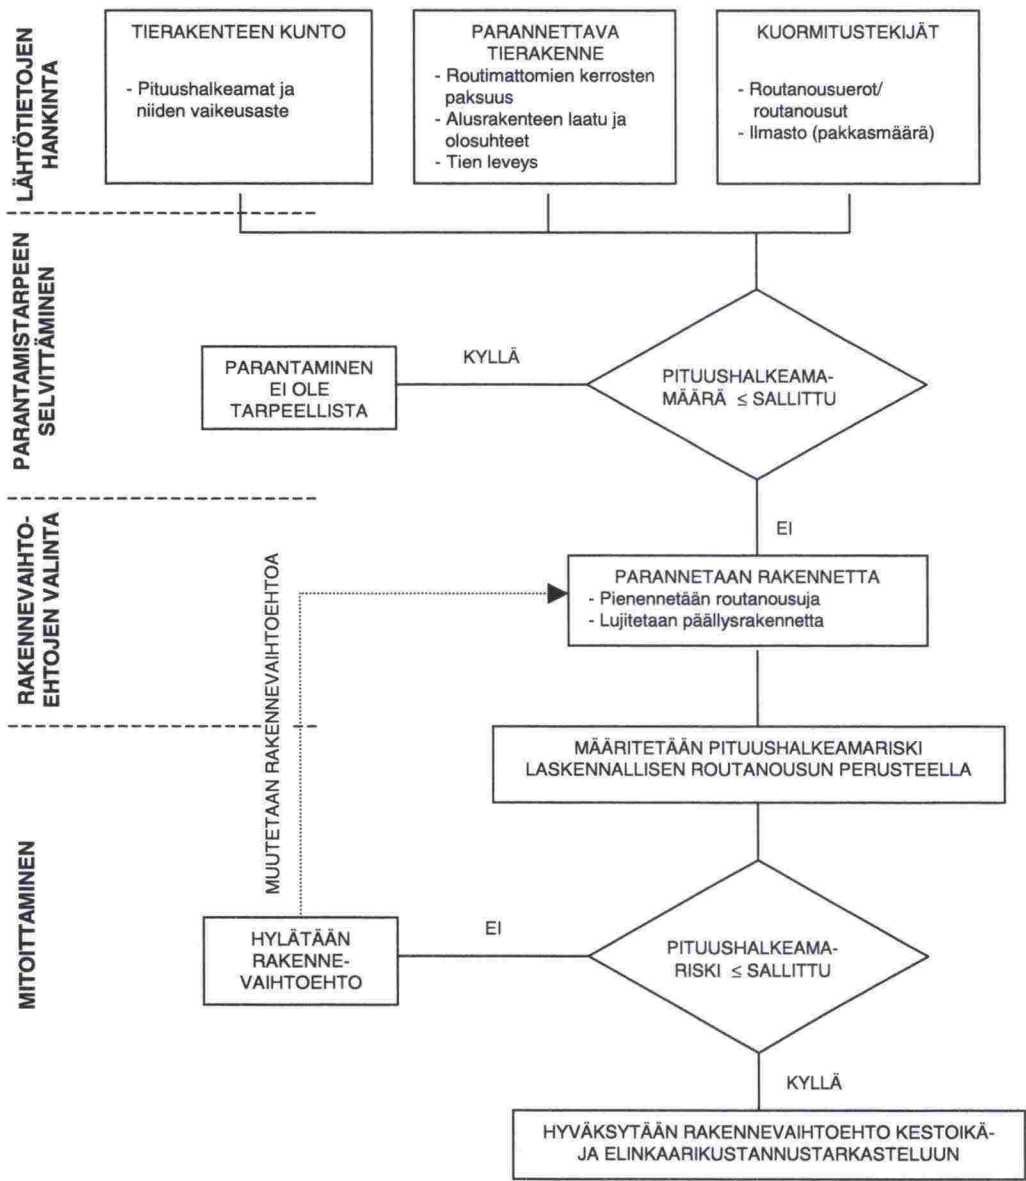 LÄHTÖTIETOJEN
HANKINTA
TIERAKENTEEN KUNTO
- Pituushalkeamat ja
niiden vaikeusaste
PARANNETTAVA
TIERAKENNE
- Routimattomien kerrosten
paksuus
- Alusrakenteen laatu ja
olosuhteet
- Tien leveys
KUORMITUSTEKIJÄT
- Routanousuerot/
routanousut
- Ilmasto (pakkasmäärä)
PARANTAMISTARPEEN
SELVITTÄMINEN
PARANTAMINEN
EI OLE
TARPEELLISTA
KYLLÄ
PITUUSHALKEAMA-
MÄÄRÄ ≤ SALLITTU
EI
RAKENNEVAIHTO-
EHTOJEN VALINTA
MUUTETAAN RAKENNEVAIHTOEHTOA
PARANNETAAN RAKENNETTA
- Pienennetään routanousuja
- Lujitetaan päällysrakennetta
MITOITTAMINEN
MÄÄRITETÄÄN PITUUSHALKEAMARISKI
LASKENNALLISEN ROUTANOUSUN PERUSTEELLA
HYLÄTÄÄN
RAKENNE-
VAIHTOEHTO
EI
PITUUSHALKEAMA-
RISKI ≤ SALLITTU
KYLLÄ
HYVÄKSYTÄÄN RAKENNEVAIHTOEHTO KESTOIKÄ-
JA ELINKAARIKUSTANNUSTARKASTELUUN